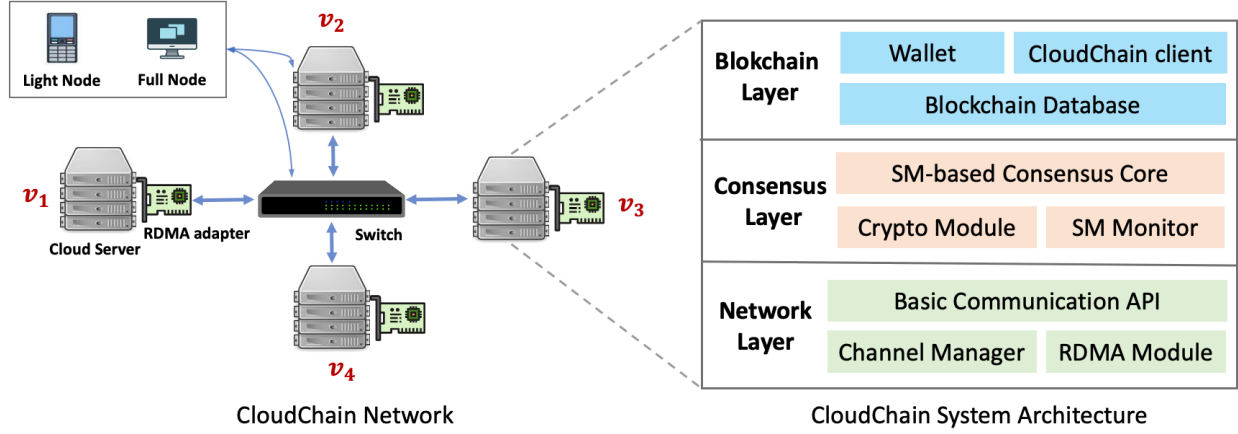 Light Node
Full Node
v2
v1
Cloud Server
RDMA adapter
Switch
v3
v4
CloudChain Network
Blokchain
Layer
Wallet
CloudChain client
Blockchain Database
Consensus
Layer
SM-based Consensus Core
Crypto Module
SM Monitor
Network
Layer
Basic Communication API
Channel Manager
RDMA Module
CloudChain System Architecture